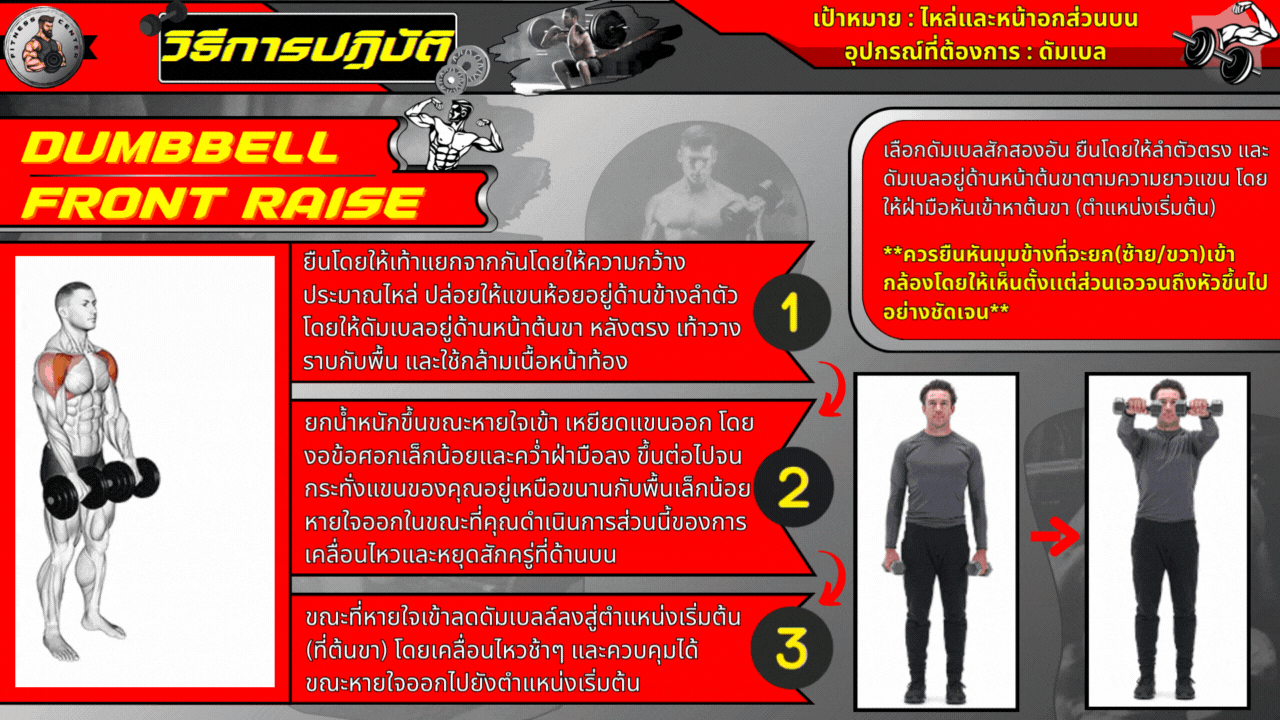 FITNESS CENTER
วิธีการปฏิบัติ
เป้าหมาย : ไหล่และหน้าอกส่วนบน
อุปกรณ์ที่ต้องการ : ดัมเบล
DUMBBELL
FRONT RAISE
เลือกดัมเบลสักสองอัน ยืนโดยให้ลำตัวตรง และ
ดัมเบลอยู่ด้านหน้าต้นขาตามความยาวแขน โดย
ให้ฝ่ามือหันเข้าหาต้นขา (ตำแหน่งเริ่มต้น)
**ควรยืนหันมุมข้างที่จะยก(ซ้าย/ขวา)เข้า
กล้องโดยให้เห็นตั้งแต่ส่วนเอวจนถึงหัวขึ้นไป
อย่างชัดเจน**
ยืนโดยให้เท้าแยกจากกันโดยให้ความกว้าง
ประมาณไหล่ ปล่อยให้แขนห้อยอยู่ด้านข้างลำตัว
โดยให้ดัมเบลอยู่ด้านหน้าต้นขา หลังตรง เท้าวาง
ราบกับพื้น และใช้กล้ามเนื้อหน้าท้อง
1
ยกน้ำหนักขึ้นขณะหายใจเข้า เหยียดแขนออก โดย
งอข้อศอกเล็กน้อยและคว่ำฝ่ามือลง ขึ้นต่อไปจน
กระทั่งแขนของคุณอยู่เหนือขนานกับพื้นเล็กน้อย
หายใจออกในขณะที่คุณดำเนินการส่วนนี้ของการ
เคลื่อนไหวและหยุดสักครู่ที่ด้านบน
2
ขณะที่หายใจเข้าลดดัมเบลล์ลงสู่ตำแหน่งเริ่มต้น
(ที่ต้นขา) โดยเคลื่อนไหวช้าๆ และควบคุมได้
ขณะหายใจออกไปยังตำแหน่งเริ่มต้น
3